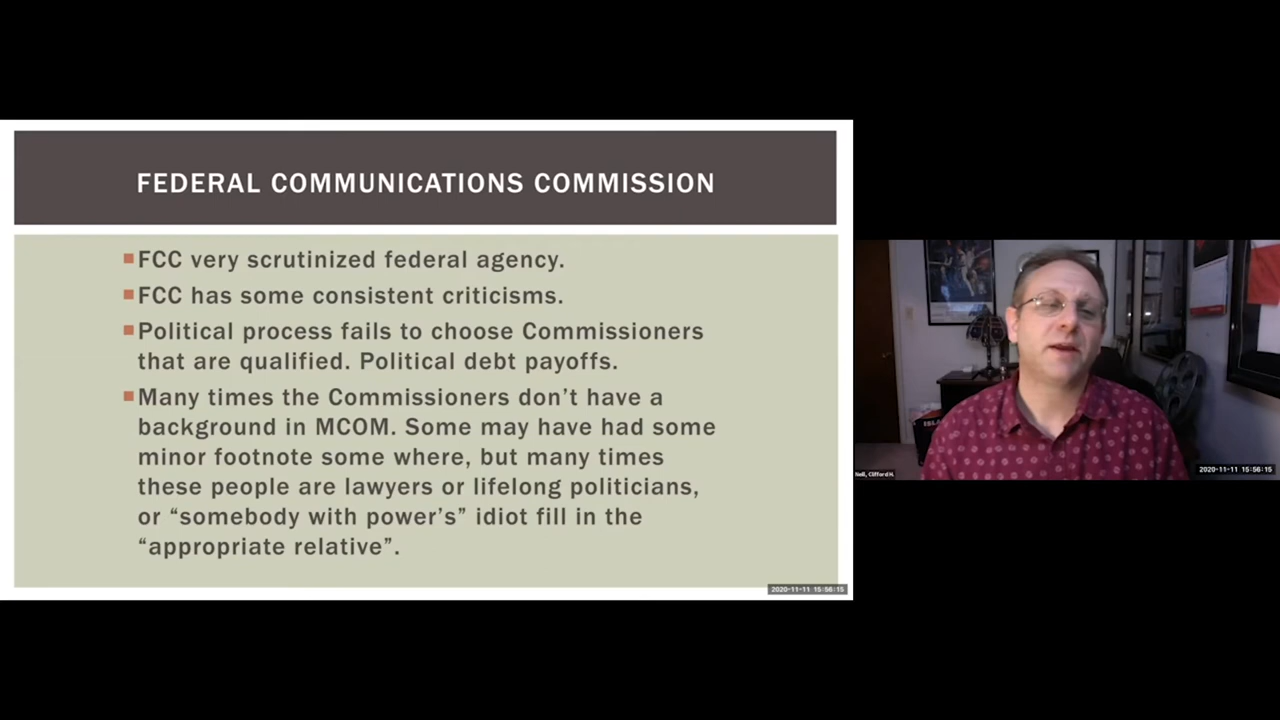 FEDERAL COMMUNICATIONS COMMISSION
FCC very scrutinized federal agency.
FCC has some consistent criticisms.
Political process fails to choose Commissioners
that are qualified. Political debt payoffs.
Many times the Commissioners don’t have a
background in MCOM. Some may have had some
minor footnote some where, but many times
these people are lawyers or lifelong politicians,
or “somebody with power’s” idiot fill in the
“appropriate relative”.
2020-11-11 15:56:15
Neill, Clifford H.
2020-11-11 15:56:15